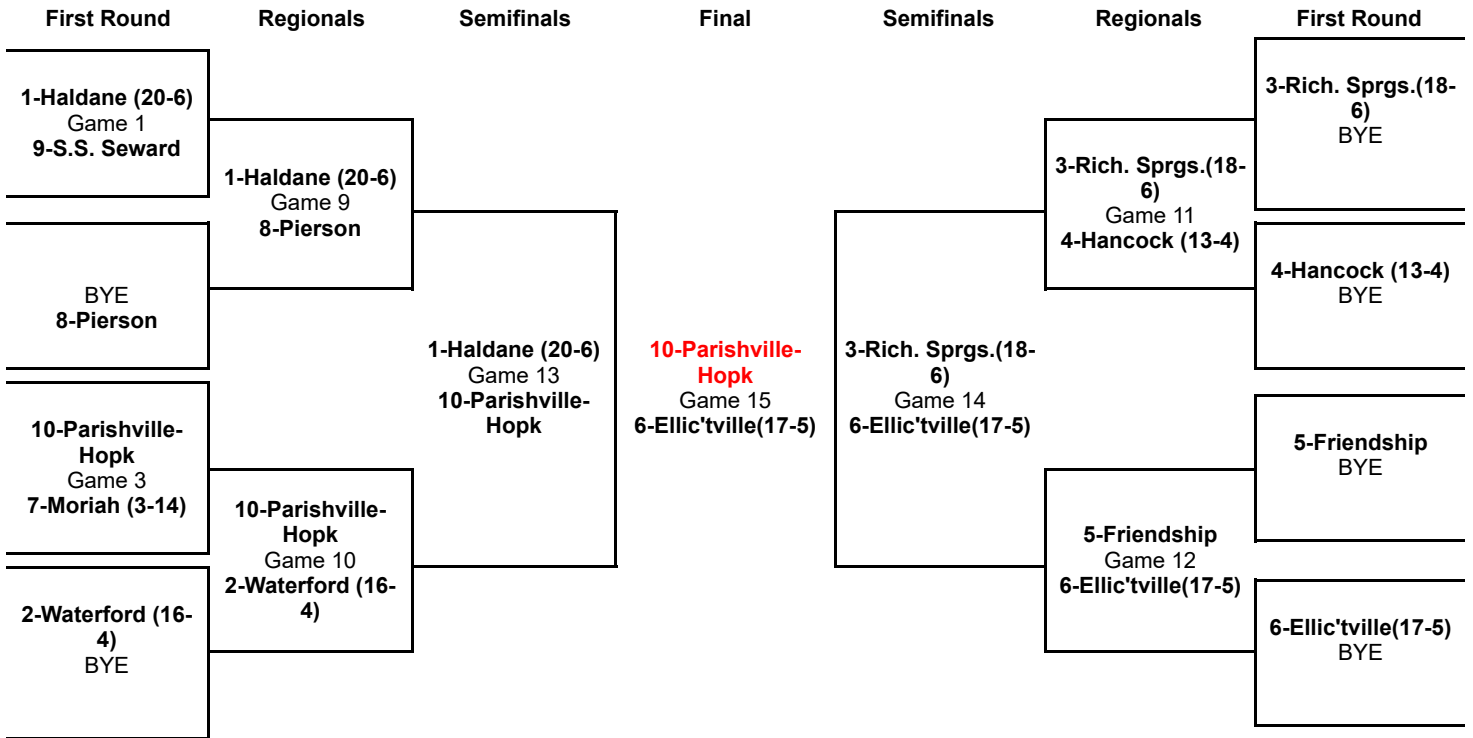 First Round
Regionals
Semifinals
Final
Semifinals
Regionals
First Round
1-Haldane (20-6)
Game 1
9-S.S. Seward
BYE
8-Pierson
10-Parishville-
Hopk
Game 3
7-Moriah (3-14)
2-Waterford (16-
4)
BYE
1-Haldane (20-6)
Game 9
8-Pierson
10-Parishville-
Hopk
Game 10
2-Waterford (16-
4)
1-Haldane (20-6)
Game 13
10-Parishville-
Hopk
10-Parishville-
Hopk
Game 15
6-Ellic'tville(17-5)
3-Rich. Sprgs.(18-
6)
Game 14
6-Ellic'tville(17-5)
3-Rich. Sprgs.(18-
6)
Game 11
4-Hancock (13-4)
5-Friendship
Game 12
6-Ellic'tville(17-5)
3-Rich. Sprgs.(18-
6)
BYE
4-Hancock (13-4)
BYE
5-Friendship
BYE
6-Ellic'tville(17-5)
BYE